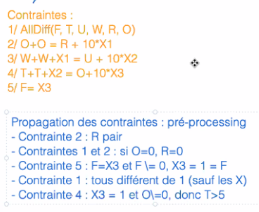 Contraintes :
1/ AllDiff(F, T, U, W, R, O)
2/ O+O = R + 10*X1
3/ W+W+X1 = U + 10*X2
4/ T+T+X2 = O+10*X3
5/ F= X3
Propagation des contraintes : pré-processing
- Contrainte 2 : R pair
- Contraintes 1 et 2 : si O=0, R=0
- Contrainte 5 : F=X3 et F \= 0, X3 = 1 = F
- Contrainte 1 : tous différent de 1 (sauf les X)
- Contrainte 4 : X3 = 1 et O\=0, donc T>5